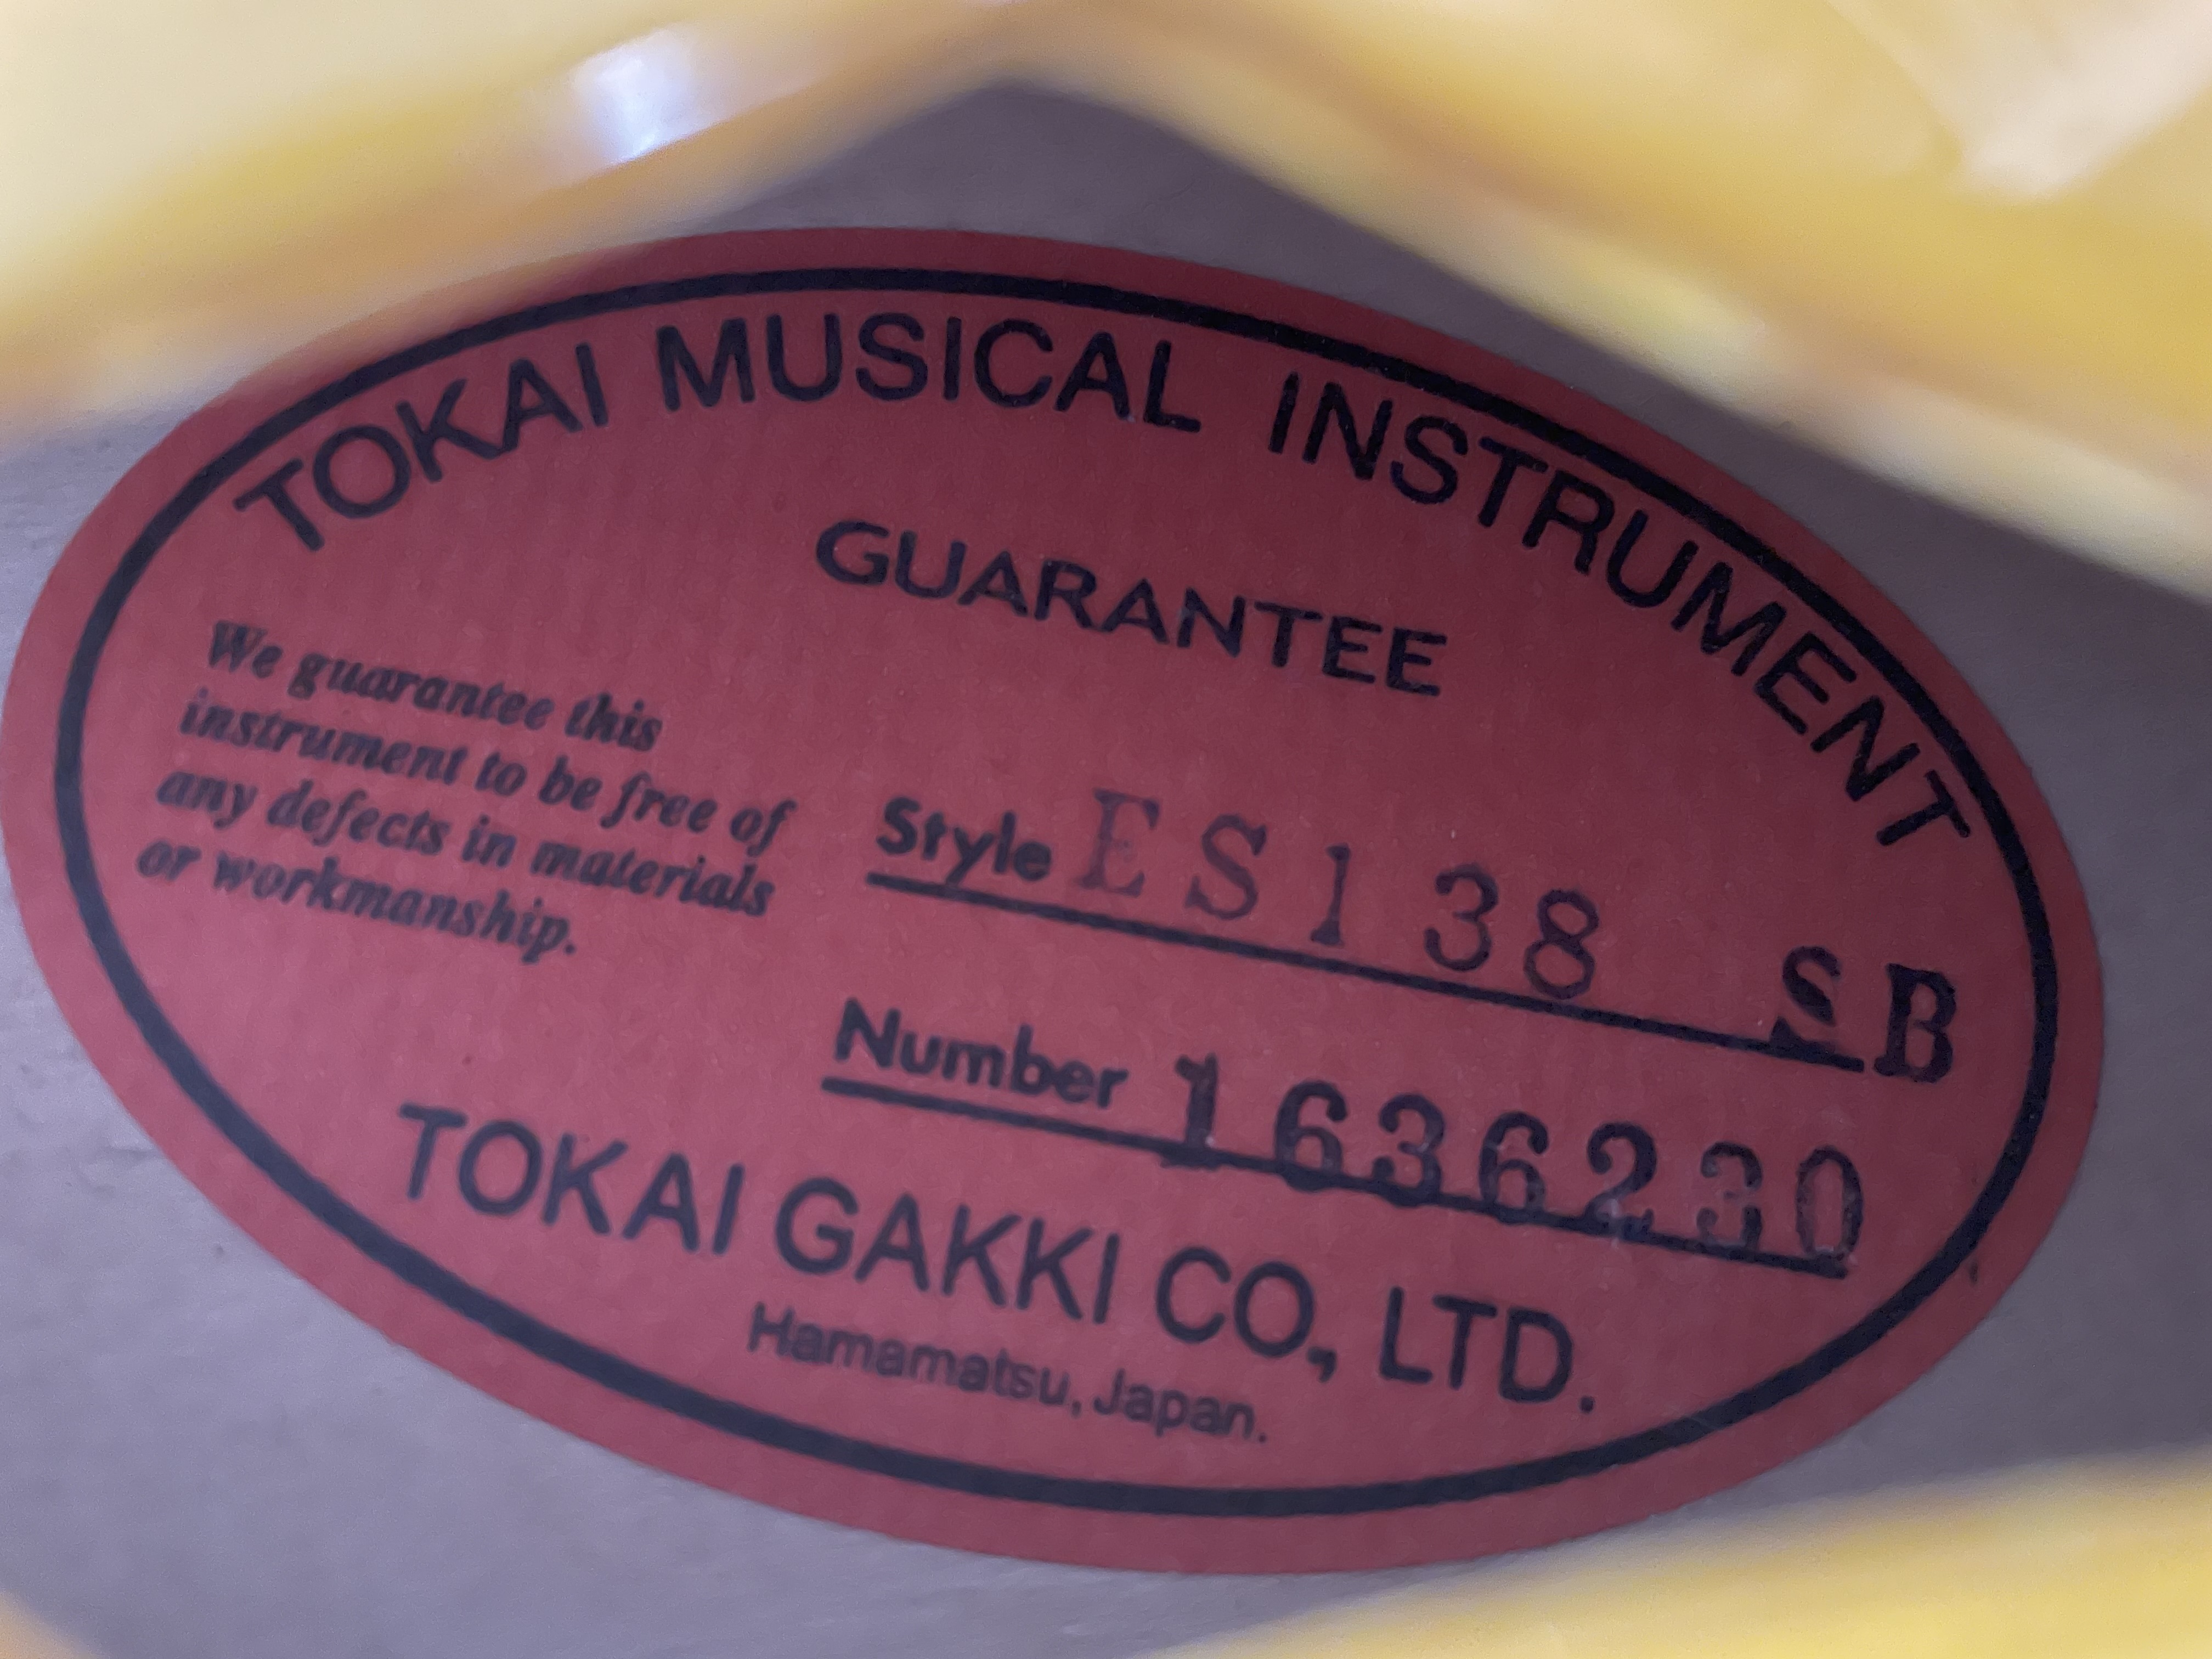 TOKAI MUSICAL INSTRUMENT
GUARANTEE
We guarantee this
instrument to be free of
any defects in materials
or workmanship.
Style ES138 SB
Number 1636230
TOKAI GAKKI CO., LTD.
Hamamatsu, Japan.